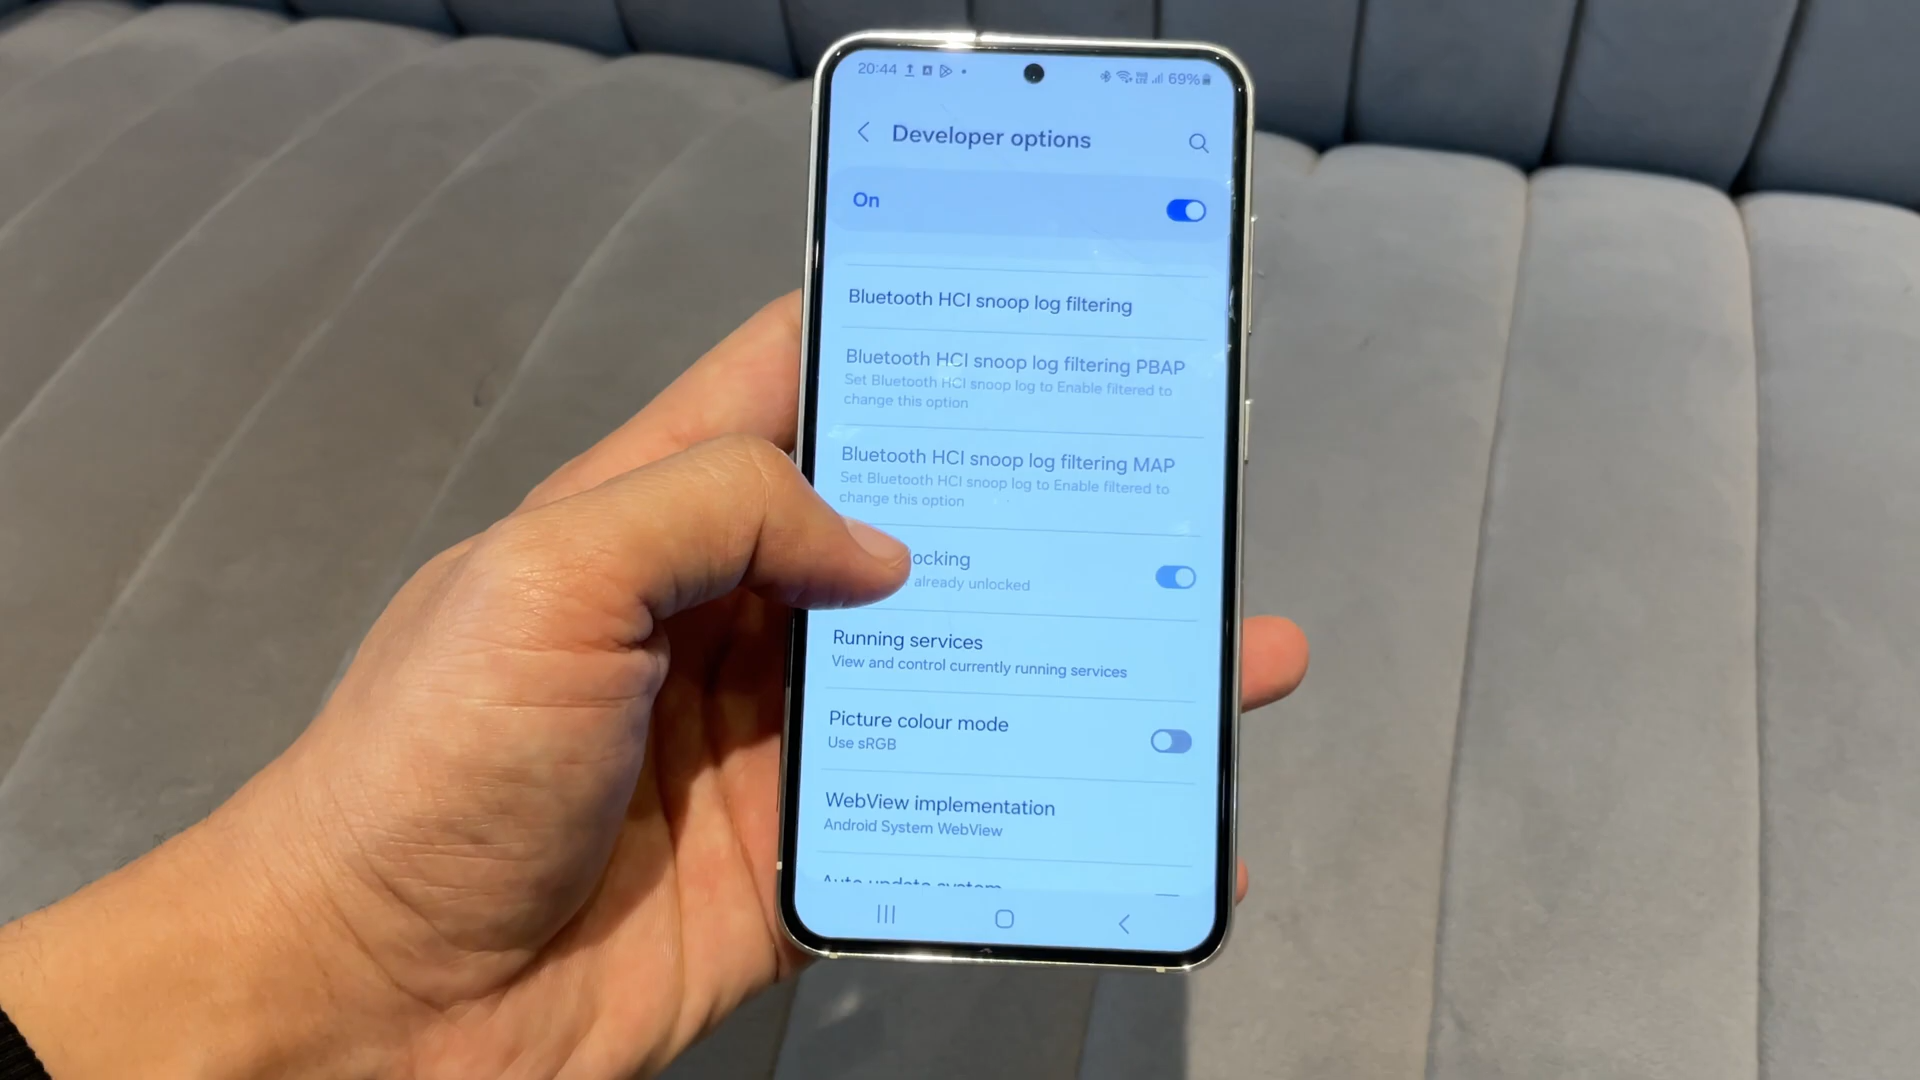 20:44 69%
Developer options
On
Bluetooth HCI snoop log filtering
Bluetooth HCI snoop log filtering PBAP
Set Bluetooth HCI snoop log to Enable filtered to
change this option
Bluetooth HCI snoop log filtering MAP
Set Bluetooth HCI snoop log to Enable filtered to
change this option
ocking
already unlocked
Running services
View and control currently running services
Picture colour mode
Use sRGB
WebView implementation
Android System WebView
Auto update system